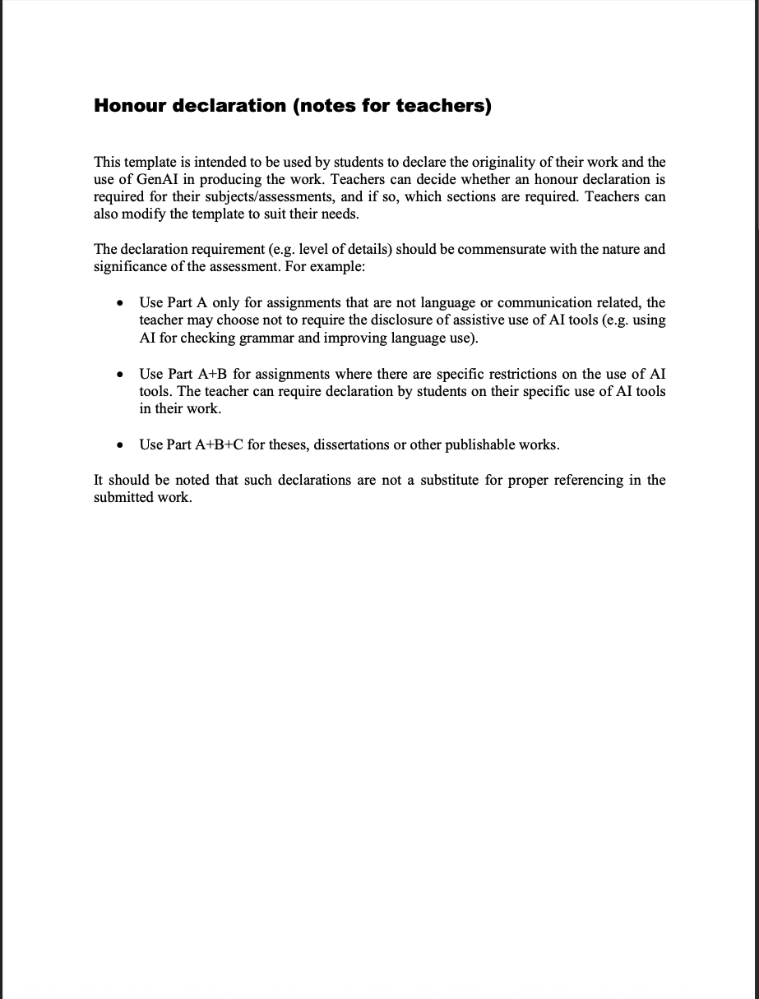 Honour declaration (notes for teachers)
This template is intended to be used by students to declare the originality of their work and the
use of GenAI in producing the work. Teachers can decide whether an honour declaration is
required for their subjects/assessments, and if so, which sections are required. Teachers can
also modify the template to suit their needs.
The declaration requirement (e.g. level of details) should be commensurate with the nature and
significance of the assessment. For example:
• Use Part A only for assignments that are not language or communication related, the
teacher may choose not to require the disclosure of assistive use of AI tools (e.g. using
AI for checking grammar and improving language use).
• Use Part A+B for assignments where there are specific restrictions on the use of AI
tools. The teacher can require declaration by students on their specific use of AI tools
in their work.
• Use Part A+B+C for theses, dissertations or other publishable works.
It should be noted that such declarations are not a substitute for proper referencing in the
submitted work.